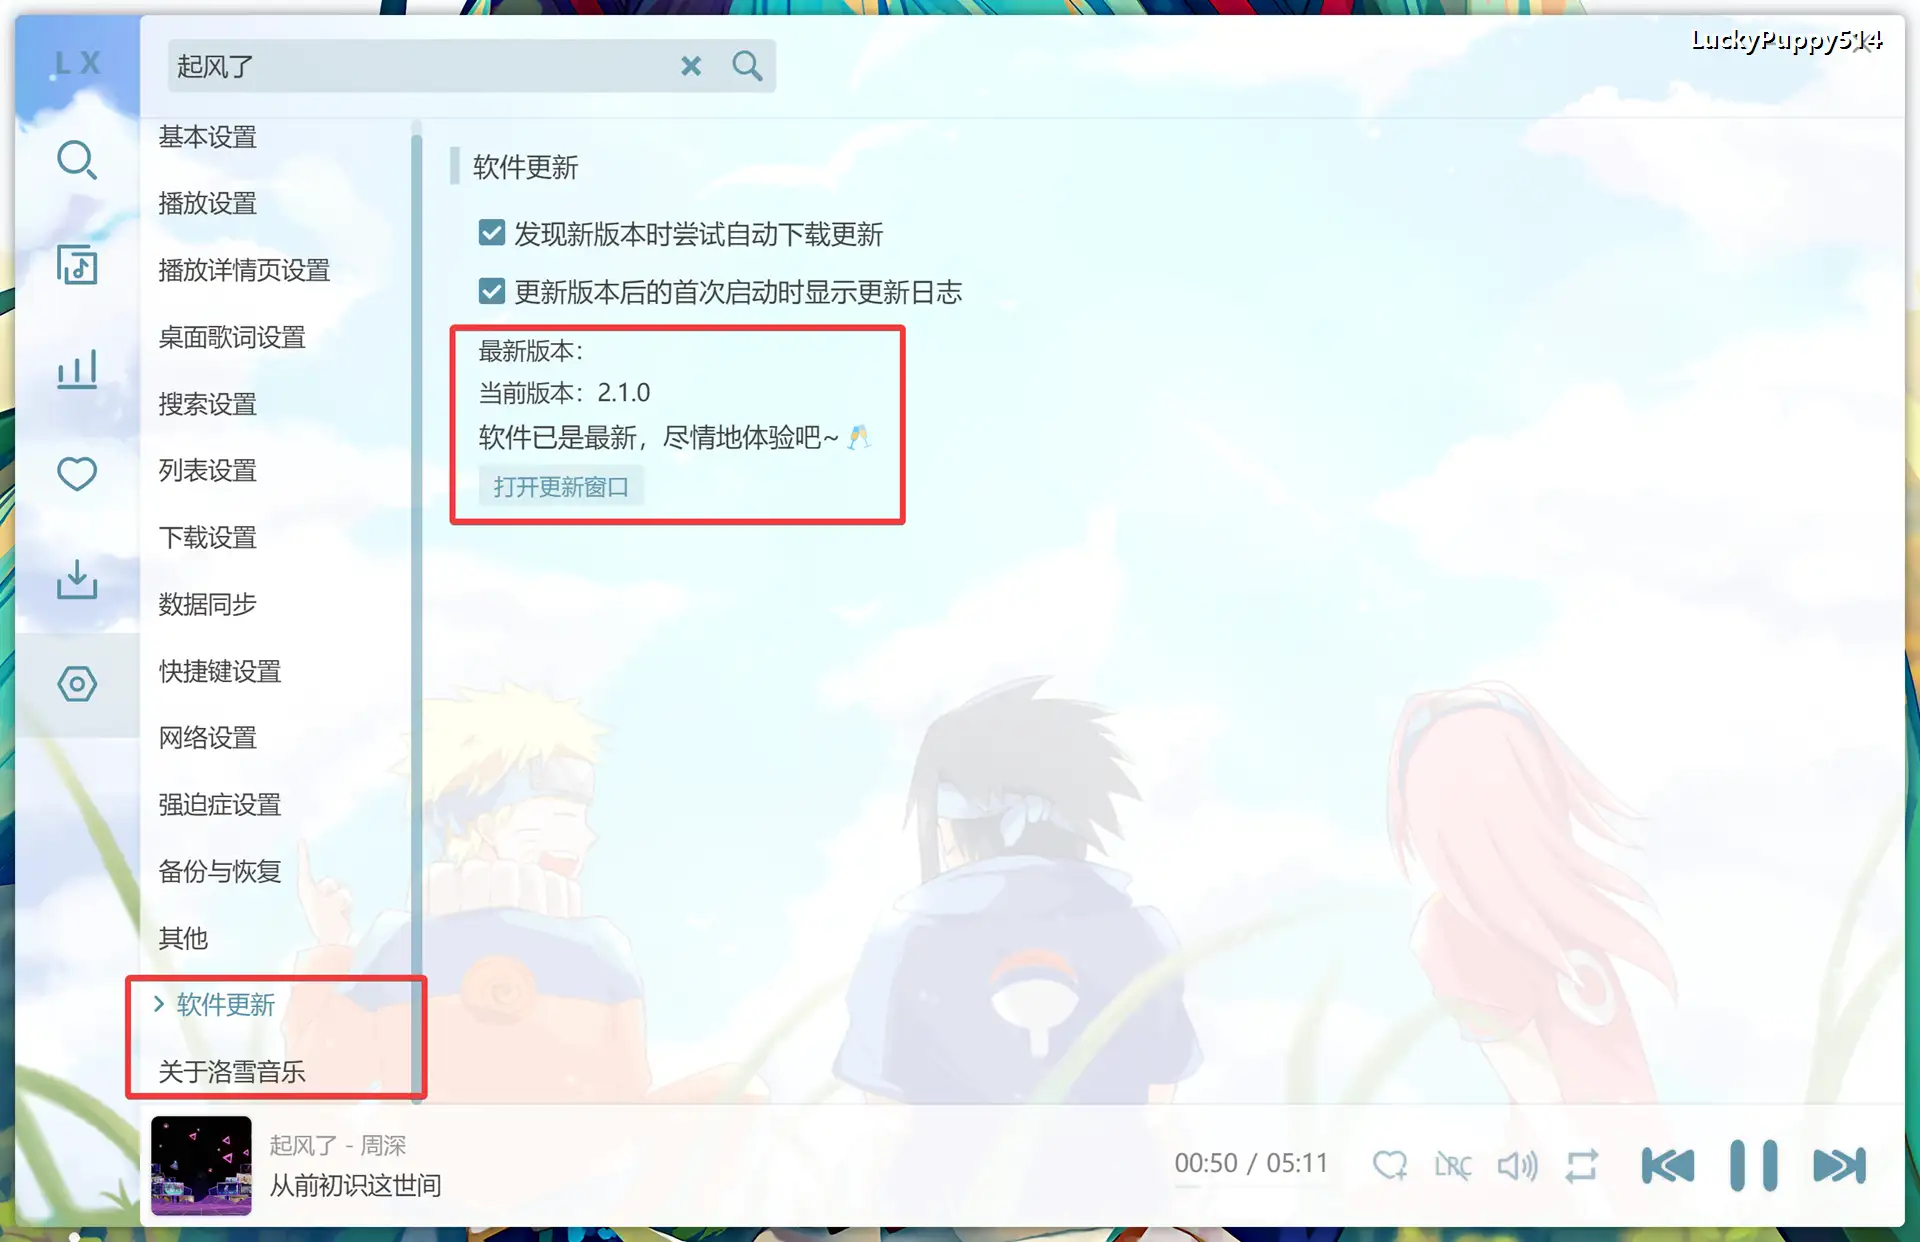 LuckyPuppy514
L X
起风了
基本设置
播放设置
播放详情页设置
桌面歌词设置
搜索设置
列表设置
下载设置
数据同步
快捷键设置
网络设置
强迫症设置
备份与恢复
其他
软件更新
关于洛雪音乐
软件更新
发现新版本时尝试自动下载更新
更新版本后的首次启动时显示更新日志
最新版本：
当前版本：2.1.0
软件已是最新，尽情地体验吧~🥂
打开更新窗口
起风了 - 周深
从前初识这世间
00:50 / 05:11
LRC